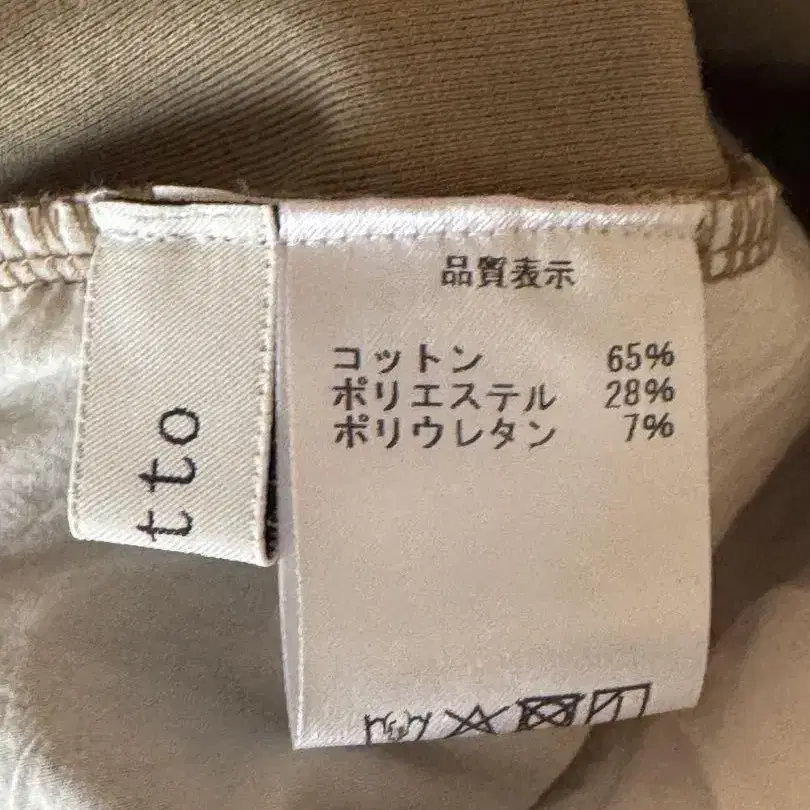 tto
品質表示
コットン 65%
ポリエステル 28%
ポリウレタン 7%